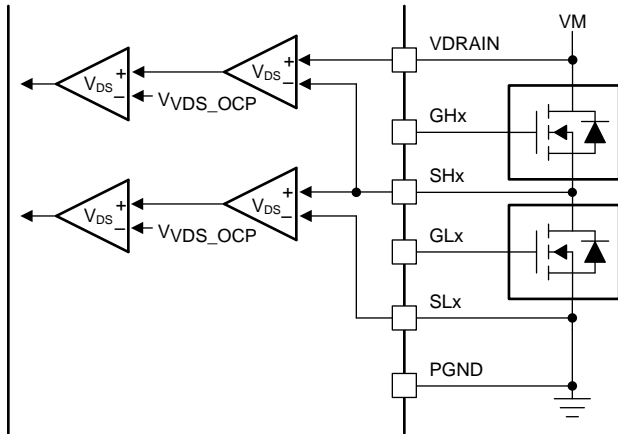 VM
VDRAIN
+
VDS
–
+
VDS
–
VVDS_OCP
GHx
SHx
+
VDS
–
+
VDS
–
VVDS_OCP
GLx
SLx
PGND